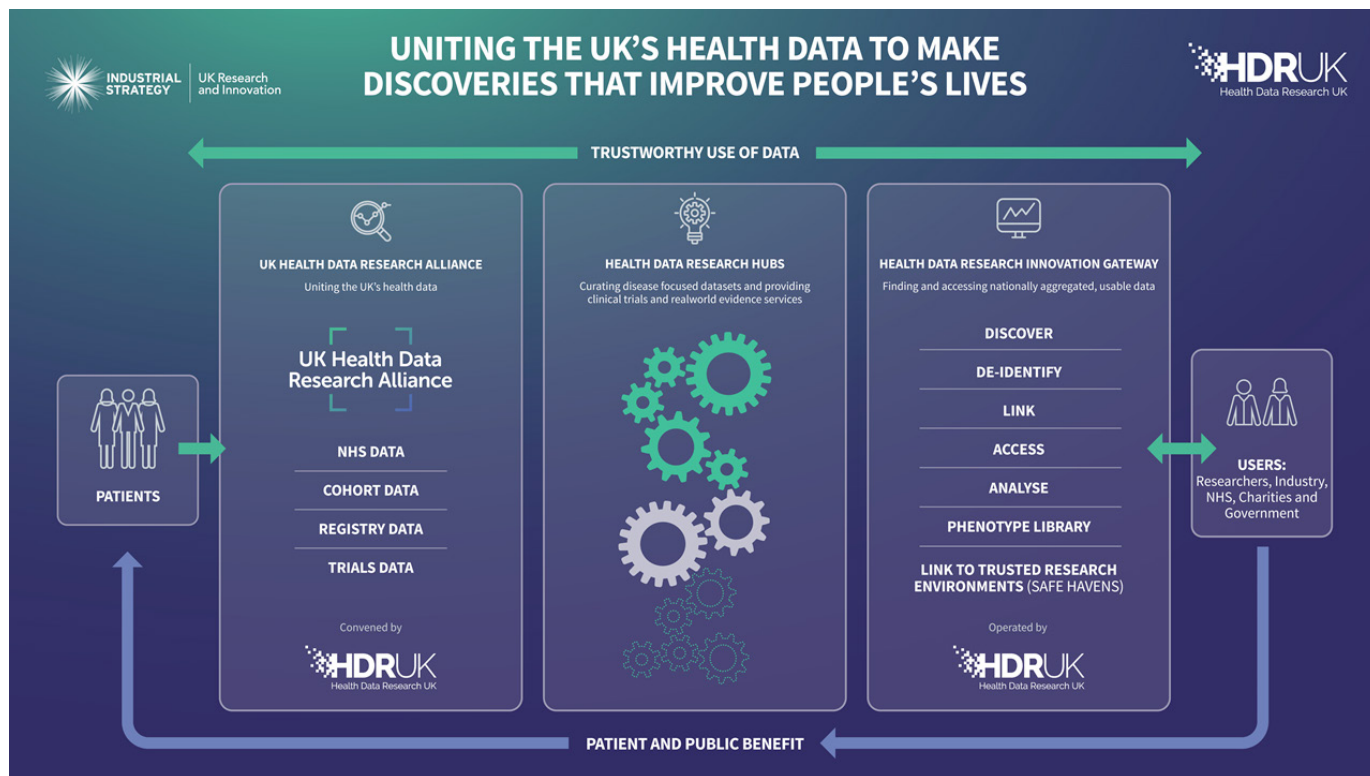 INDUSTRIAL
STRATEGY
UK Research
and Innovation
UNITING THE UK'S HEALTH DATA TO MAKE
DISCOVERIES THAT IMPROVE PEOPLE'S LIVES
HDRUK
Health Data Research UK
TRUSTWORTHY USE OF DATA
PATIENTS
UK HEALTH DATA RESEARCH ALLIANCE
Uniting the UK's health data
UK Health Data
Research Alliance
NHS DATA
COHORT DATA
REGISTRY DATA
TRIALS DATA
Convened by
HDRUK
Health Data Research UK
HEALTH DATA RESEARCH HUBS
Curating disease focused datasets and providing
clinical trials and realworld evidence services
HEALTH DATA RESEARCH INNOVATION GATEWAY
Finding and accessing nationally aggregated, usable data
DISCOVER
DE-IDENTIFY
LINK
ACCESS
ANALYSE
PHENOTYPE LIBRARY
LINK TO TRUSTED RESEARCH
ENVIRONMENTS (SAFE HAVENS)
Operated by
HDRUK
Health Data Research UK
USERS:
Researchers, Industry,
NHS, Charities and
Government
PATIENT AND PUBLIC BENEFIT